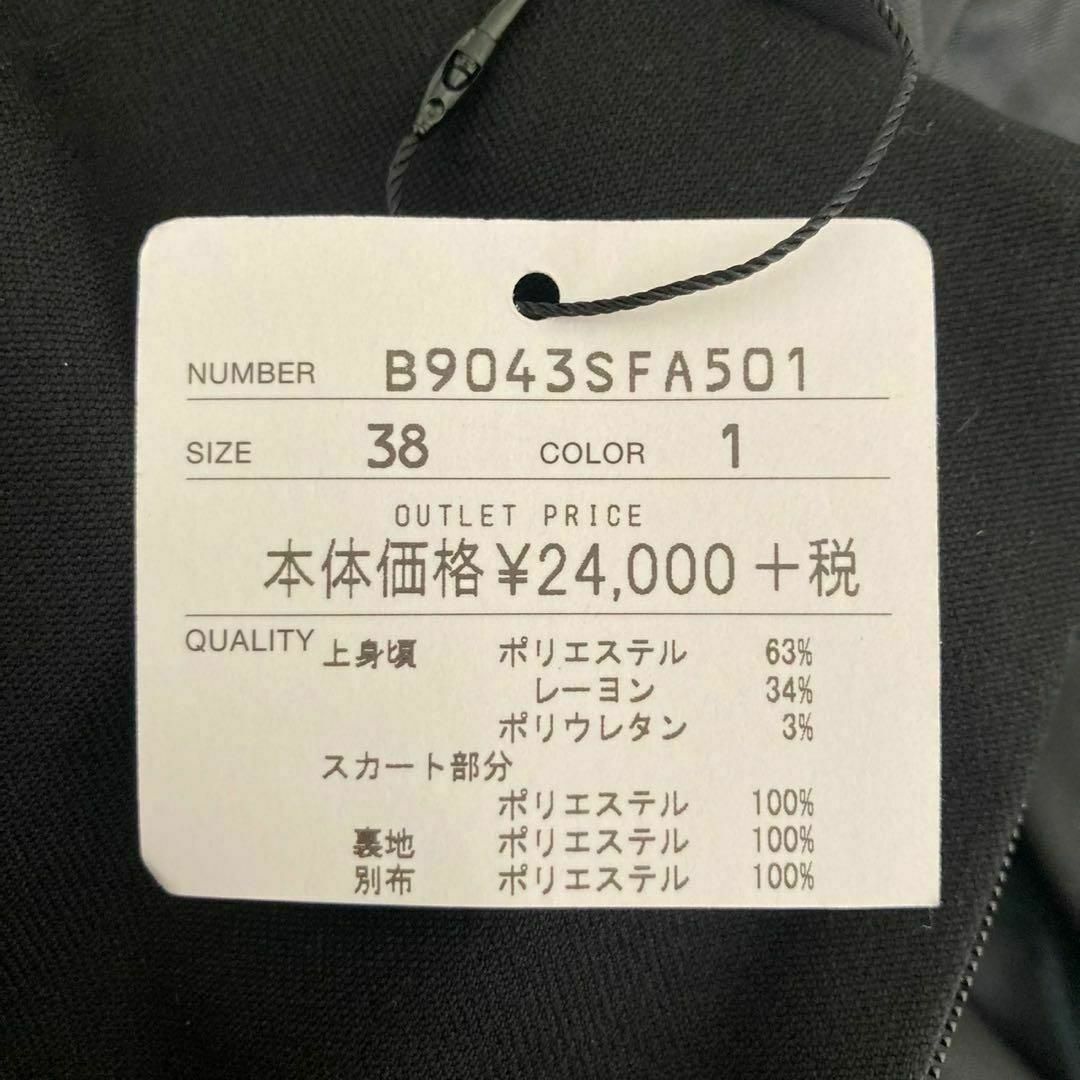 NUMBER B9043SFA501
SIZE 38 COLOR 1
OUTLET PRICE
本体価格¥24,000+税
QUALITY 上身頃 ポリエステル 63%
レーヨン 34%
ポリウレタン 3%
スカート部分
ポリエステル 100%
裏地 ポリエステル 100%
別布 ポリエステル 100%